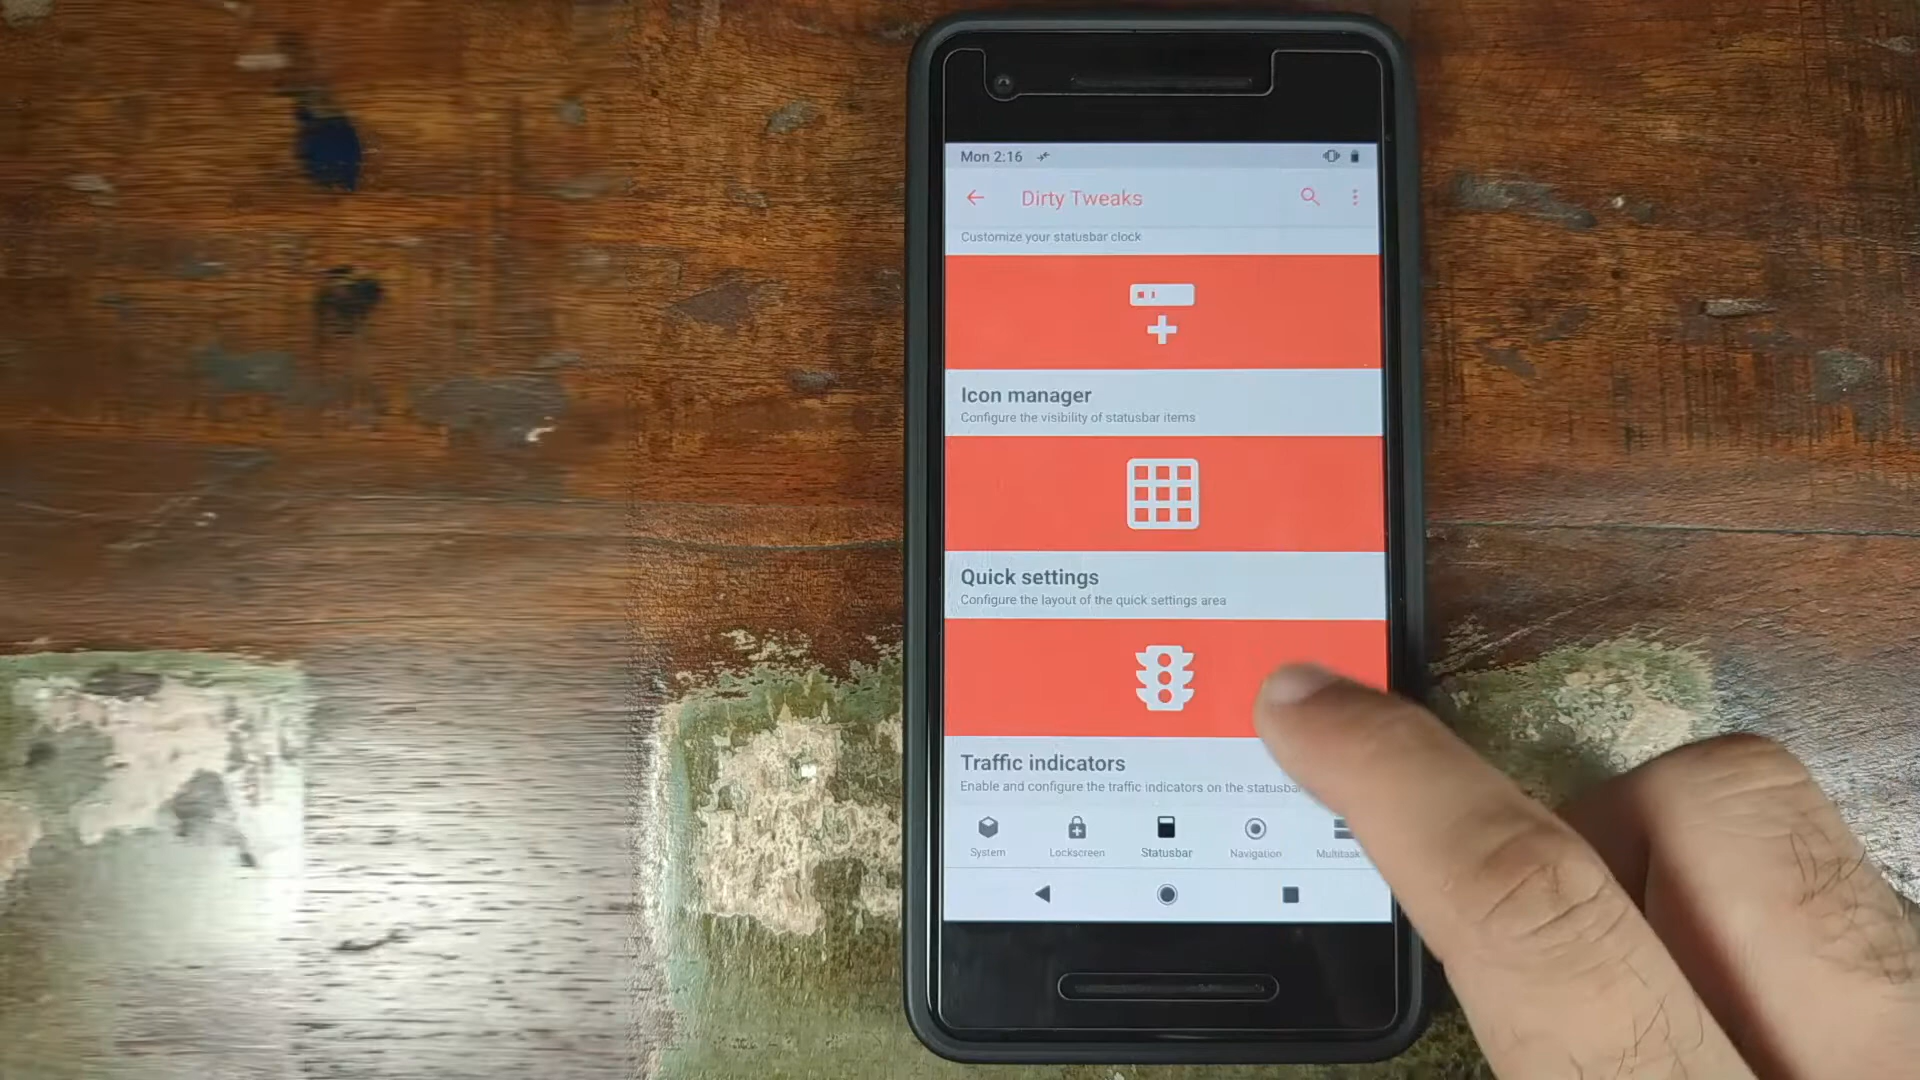 Mon 2:16
Dirty Tweaks
Customize your statusbar clock
Icon manager
Configure the visibility of statusbar items
Quick settings
Configure the layout of the quick settings area
Traffic indicators
Enable and configure the traffic indicators on the
System
Lockscreen
Statusbar
Navigation